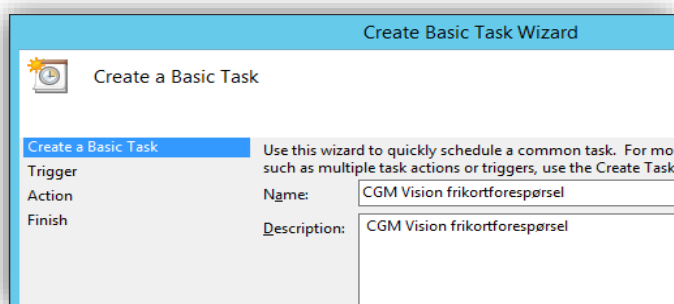 Create Basic Task Wizard
Create a Basic Task
Create a Basic Task
Trigger
Action
Finish
Use this wizard to quickly schedule a common task. For mo
such as multiple task actions or triggers, use the Create Task
Name: CGM Vision frikortforespørsel
Description: CGM Vision frikortforespørsel